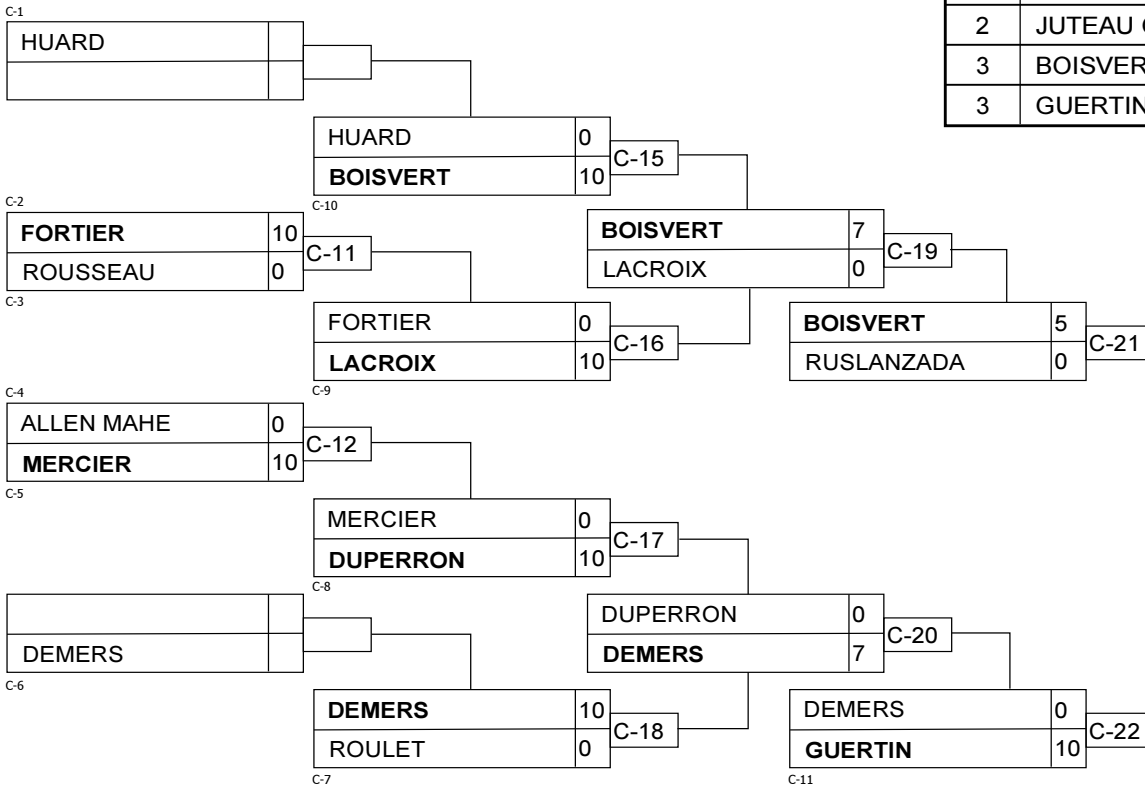 C-1
HUARD
2 JUTEAU
3 BOISVERT
3 GUERTIN
HUARD 0
BOISVERT 10
C-15
C-10
C-2
FORTIER 10
ROUSSEAU 0
C-11
C-3
BOISVERT 7
LACROIX 0
C-19
FORTIER 0
LACROIX 10
C-16
C-9
BOISVERT 5
RUSLANZADA 0
C-21
C-4
ALLEN MAHE 0
MERCIER 10
C-12
C-5
MERCIER 0
DUPERRON 10
C-17
C-8
DEMERS
C-6
DUPERRON 0
DEMERS 7
C-20
DEMERS 10
ROULET 0
C-18
C-7
DEMERS 0
GUERTIN 10
C-22
C-11